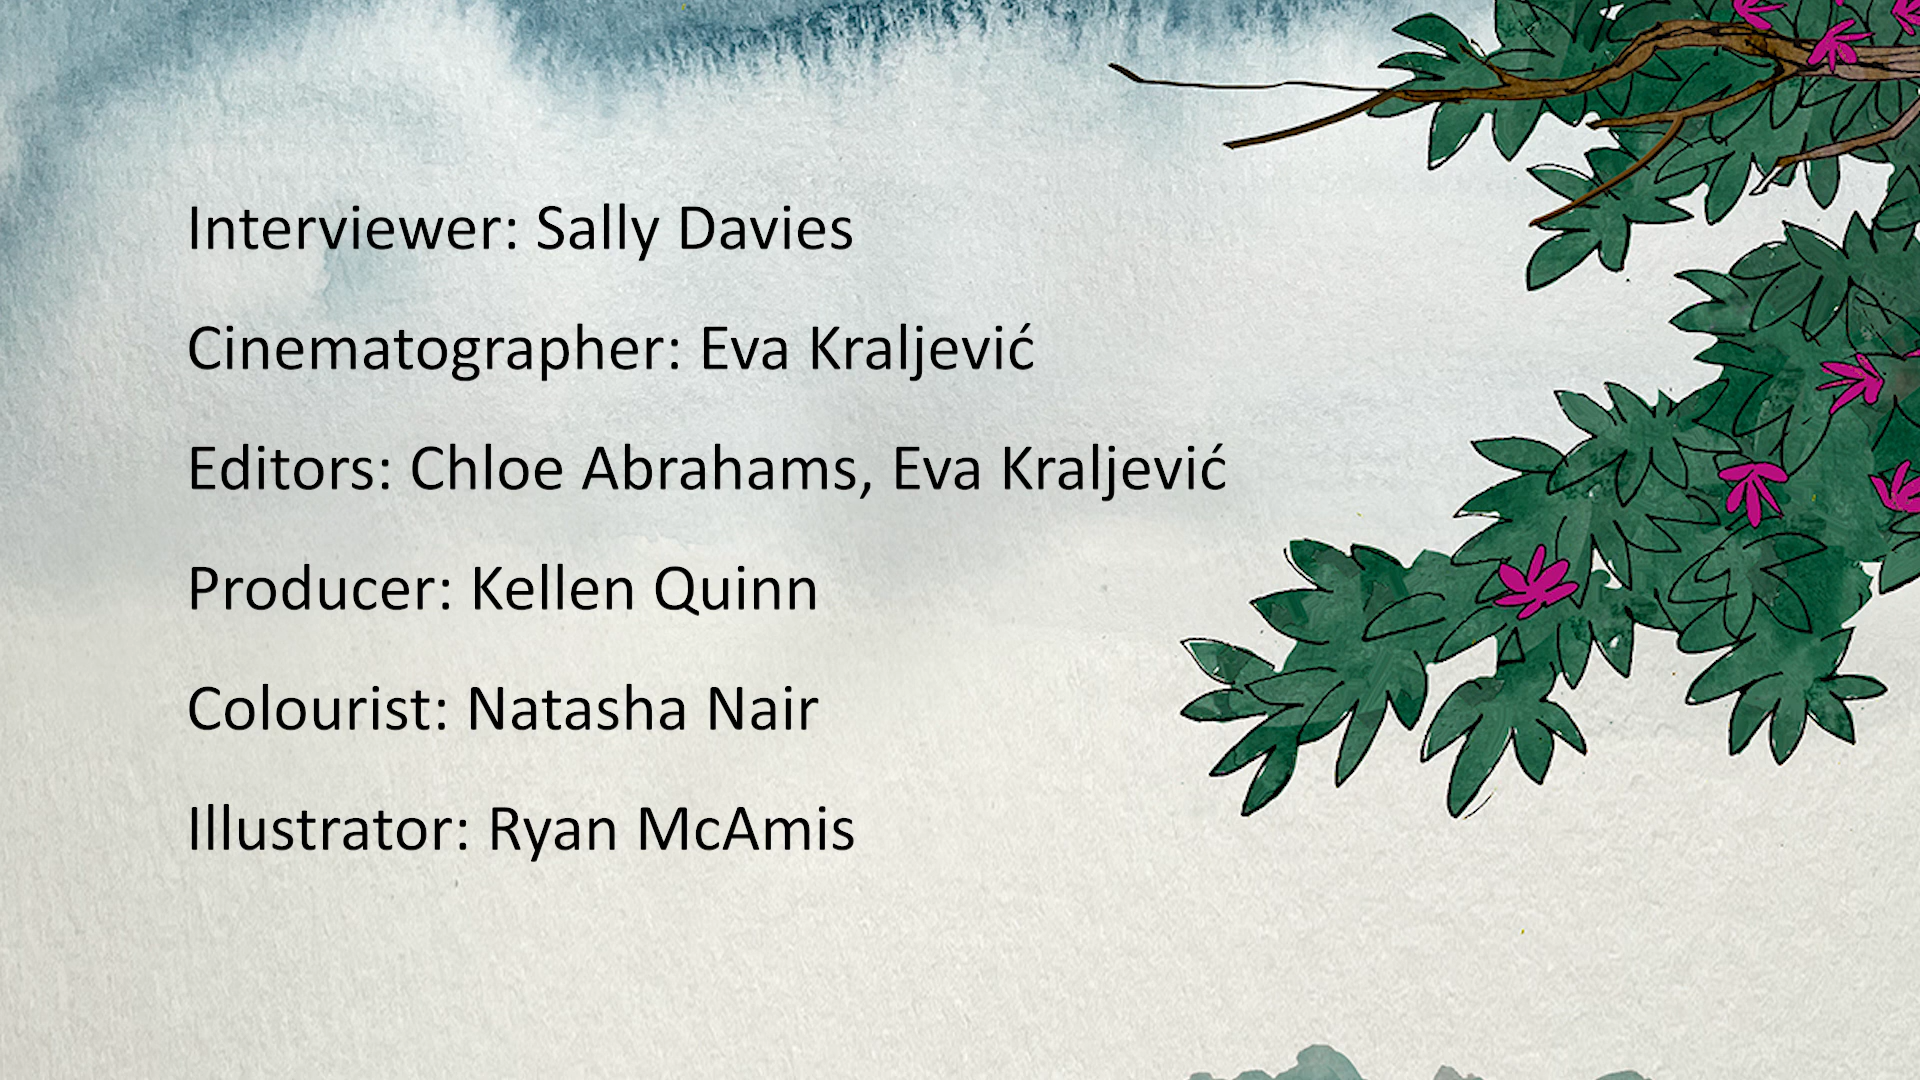 Interviewer: Sally Davies
Cinematographer: Eva Kraljević
Editors: Chloe Abrahams, Eva Kraljević
Producer: Kellen Quinn
Colourist: Natasha Nair
Illustrator: Ryan McAmis